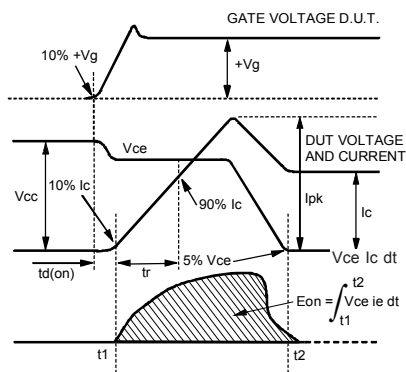 GATE VOLTAGE D.U.T.
10% +Vg
+Vg
Vce
DUT VOLTAGE
AND CURRENT
Vcc
10% Ic
90% Ic
Ipk
Ic
5% Vce
Vce Ic dt
td(on)
tr
Eon = ∫ Vce ie dt
t2
t1
t1
t2